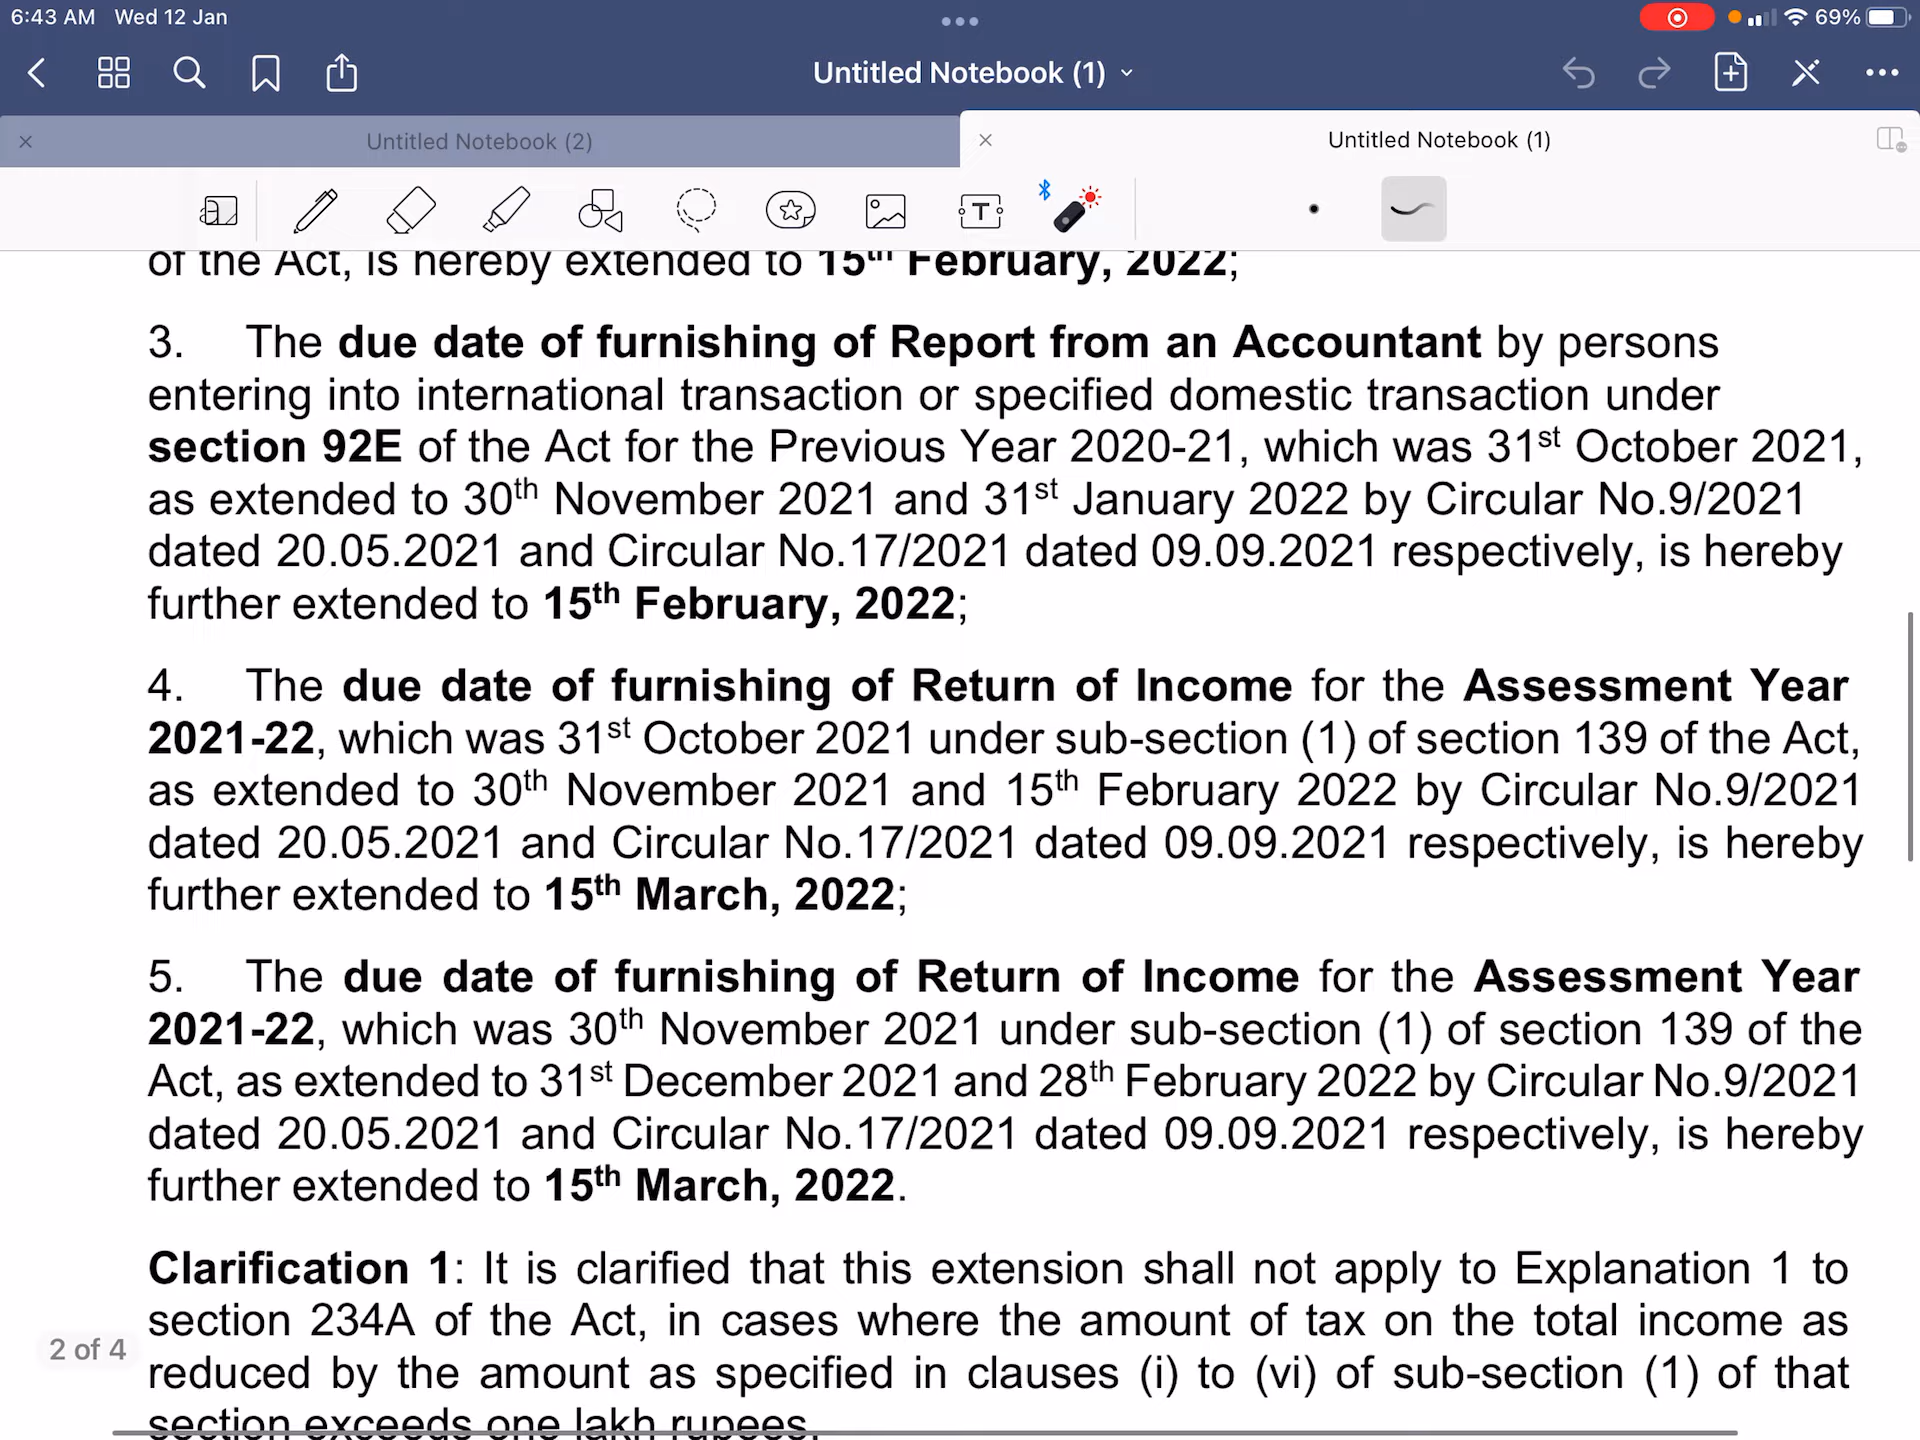 6:43 AM Wed 12 Jan
69%
Untitled Notebook (1)
Untitled Notebook (2)
Untitled Notebook (1)
T
of the Act, is hereby extended to 15th February, 2022;
3. The due date of furnishing of Report from an Accountant by persons
entering into international transaction or specified domestic transaction under
section 92E of the Act for the Previous Year 2020-21, which was 31st October 2021,
as extended to 30th November 2021 and 31st January 2022 by Circular No.9/2021
dated 20.05.2021 and Circular No.17/2021 dated 09.09.2021 respectively, is hereby
further extended to 15th February, 2022;
4. The due date of furnishing of Return of Income for the Assessment Year
2021-22, which was 31st October 2021 under sub-section (1) of section 139 of the Act,
as extended to 30th November 2021 and 15th February 2022 by Circular No.9/2021
dated 20.05.2021 and Circular No.17/2021 dated 09.09.2021 respectively, is hereby
further extended to 15th March, 2022;
5. The due date of furnishing of Return of Income for the Assessment Year
2021-22, which was 30th November 2021 under sub-section (1) of section 139 of the
Act, as extended to 31st December 2021 and 28th February 2022 by Circular No.9/2021
dated 20.05.2021 and Circular No.17/2021 dated 09.09.2021 respectively, is hereby
further extended to 15th March, 2022.
Clarification 1: It is clarified that this extension shall not apply to Explanation 1 to
section 234A of the Act, in cases where the amount of tax on the total income as
2 of 4
reduced by the amount as specified in clauses (i) to (vi) of sub-section (1) of that
section exceeds one lakh rupees.